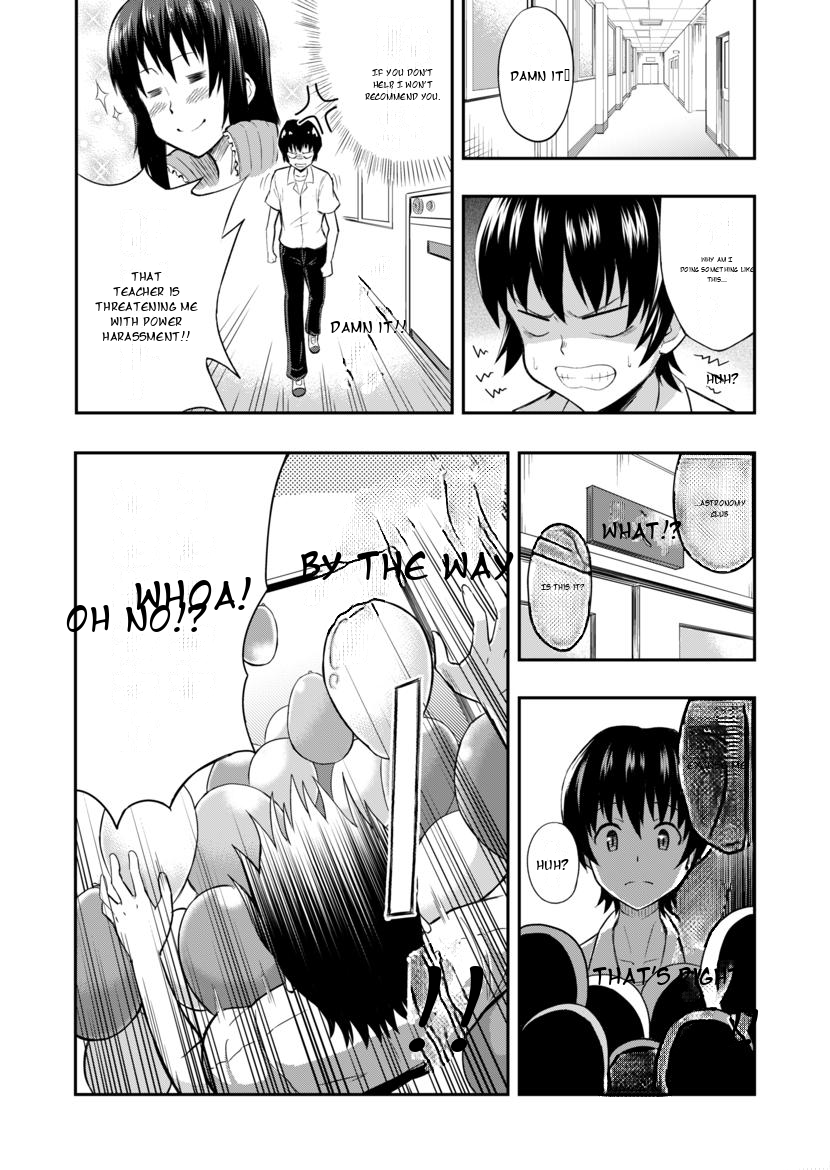 DAMN IT
WHY AM I
DOING SOMETHING LIKE
THIS...
HUH?
IF YOU DON'T
HELP, I WON'T
RECOMMEND YOU.
THAT
TEACHER IS
THREATENING ME
WITH POWER
HARASSMENT!!
DAMN IT!!
...ASTRONOMY
CLUB
WHAT!?
IS THIS IT?
HUH?
THAT'S RIGHT
BY THE WAY
WHOA!
OH NO!?
!!